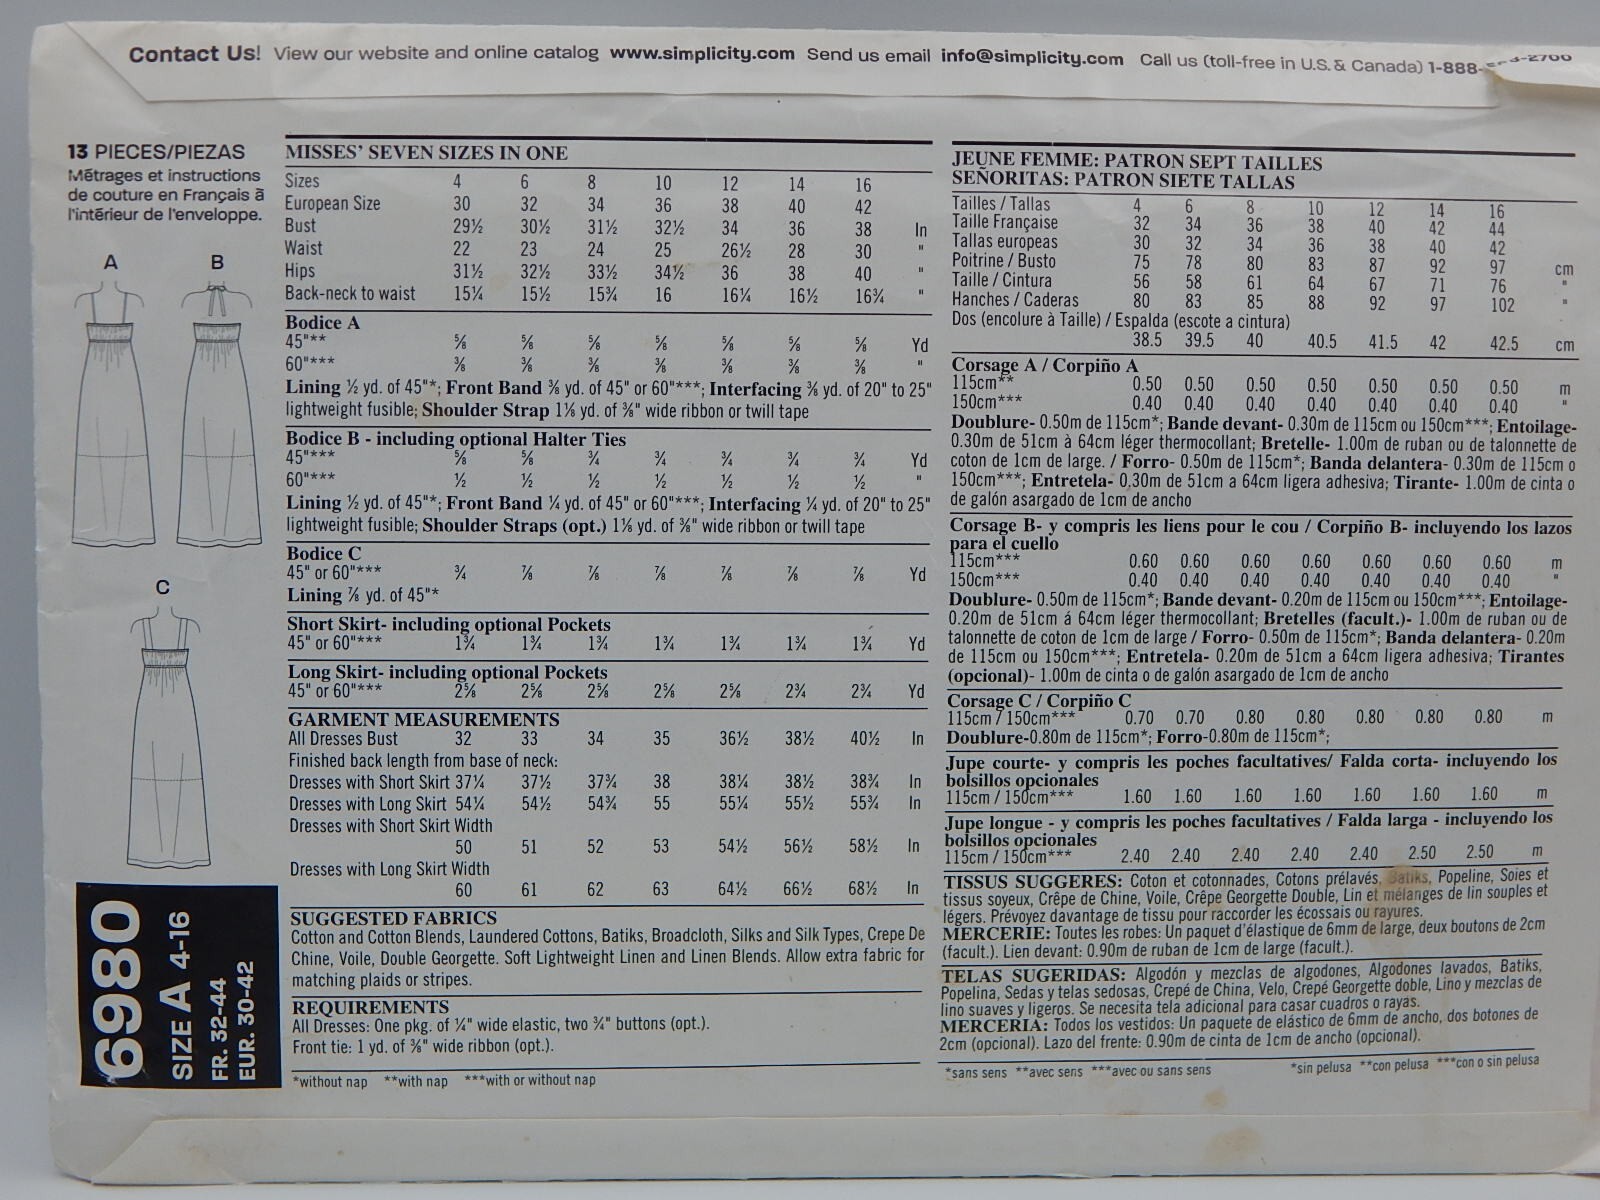 Contact Us! View our website and online catalog www.simplicity.com Send us email info@simplicity.com Call us (toll-free in U.S. & Canada) 1-888-
13 PIECES/PIEZAS
Métrages et instructions
de couture en Français à
l'intérieur de l'enveloppe.
A B
C
6980
SIZE A 4-16
FR. 32-44
EUR. 30-42
MISSES' SEVEN SIZES IN ONE
Sizes 4 6 8 10 12 14 16
European Size 30 32 34 36 38 40 42
Bust 29½ 30½ 31½ 32½ 34 36 38 In
Waist 22 23 24 25 26½ 28 30 "
Hips 31½ 32½ 33½ 34½ 36 38 40 "
Back-neck to waist 15¼ 15½ 15¾ 16 16¼ 16½ 16¾ "
Bodice A
45"** ⅝ ⅝ ⅝ ⅝ ⅝ ⅝ ⅝ Yd
60"*** ⅜ ⅜ ⅜ ⅜ ⅜ ⅜ ⅜ "
Lining ½ yd. of 45"*; Front Band ⅜ yd. of 45" or 60"***; Interfacing ⅜ yd. of 20" to 25"
lightweight fusible; Shoulder Strap 1⅛ yd. of ⅜" wide ribbon or twill tape
Bodice B - including optional Halter Ties
45"*** ⅝ ⅝ ¾ ¾ ¾ ¾ ¾ Yd
60"*** ½ ½ ½ ½ ½ ½ ½ "
Lining ½ yd. of 45"*; Front Band ¼ yd. of 45" or 60"***; Interfacing ¼ yd. of 20" to 25"
lightweight fusible; Shoulder Straps (opt.) 1⅛ yd. of ⅜" wide ribbon or twill tape
Bodice C
45" or 60"*** ¾ ⅞ ⅞ ⅞ ⅞ ⅞ ⅞ Yd
Lining ⅞ yd. of 45"*
Short Skirt- including optional Pockets
45" or 60"*** 1¾ 1¾ 1¾ 1¾ 1¾ 1¾ 1¾ Yd
Long Skirt- including optional Pockets
45" or 60"*** 2⅝ 2⅝ 2⅝ 2⅝ 2⅝ 2¾ 2¾ Yd
GARMENT MEASUREMENTS
All Dresses Bust 32 33 34 35 36½ 38½ 40½ In
Finished back length from base of neck:
Dresses with Short Skirt 37¼ 37½ 37¾ 38 38¼ 38½ 38¾ In
Dresses with Long Skirt 54¼ 54½ 54¾ 55 55¼ 55½ 55¾ In
Dresses with Short Skirt Width
50 51 52 53 54½ 56½ 58½ In
Dresses with Long Skirt Width
60 61 62 63 64½ 66½ 68½ In
SUGGESTED FABRICS
Cotton and Cotton Blends, Laundered Cottons, Batiks, Broadcloth, Silks and Silk Types, Crepe De
Chine, Voile, Double Georgette. Soft Lightweight Linen and Linen Blends. Allow extra fabric for
matching plaids or stripes.
REQUIREMENTS
All Dresses: One pkg. of ¼" wide elastic, two ¾" buttons (opt.).
Front tie: 1 yd. of ⅜" wide ribbon (opt.).
*without nap **with nap ***with or without nap
JEUNE FEMME: PATRON SEPT TAILLES
SEÑORITAS: PATRON SIETE TALLAS
Tailles / Tallas 4 6 8 10 12 14 16
Taille Française 32 34 36 38 40 42 44
Tallas europeas 30 32 34 36 38 40 42
Poitrine / Busto 75 78 80 83 87 92 97 cm
Taille / Cintura 56 58 61 64 67 71 76 "
Hanches / Caderas 80 83 85 88 92 97 102 "
Dos (encolure à Taille) / Espalda (escote a cintura)
38.5 39.5 40 40.5 41.5 42 42.5 cm
Corsage A / Corpiño A
115cm** 0.50 0.50 0.50 0.50 0.50 0.50 0.50 m
150cm*** 0.40 0.40 0.40 0.40 0.40 0.40 0.40 "
Doublure- 0.50m de 115cm*; Bande devant- 0.30m de 115cm ou 150cm***; Entoilage-
0.30m de 51cm à 64cm léger thermocollant; Bretelle- 1.00m de ruban ou de talonnette de
coton de 1cm de large. / Forro- 0.50m de 115cm*; Banda delantera- 0.30m de 115cm o
150cm***; Entretela- 0,30m de 51cm a 64cm ligera adhesiva; Tirante- 1.00m de cinta o
de galón asargado de 1cm de ancho
Corsage B- y compris les liens pour le cou / Corpiño B- incluyendo los lazos
para el cuello
115cm*** 0.60 0.60 0.60 0.60 0.60 0.60 0.60 m
150cm*** 0.40 0.40 0.40 0.40 0.40 0.40 0.40 "
Doublure- 0.50m de 115cm*; Bande devant- 0.20m de 115cm ou 150cm***; Entoilage-
0.20m de 51cm á 64cm léger thermocollant; Bretelles (facult.)- 1.00m de ruban ou de
talonnette de coton de 1cm de large / Forro- 0.50m de 115cm*; Banda delantera- 0.20m
de 115cm ou 150cm***; Entretela- 0.20m de 51cm a 64cm ligera adhesiva; Tirantes
(opcional)- 1.00m de cinta o de galón asargado de 1cm de ancho
Corsage C / Corpiño C
115cm / 150cm*** 0.70 0.70 0.80 0.80 0.80 0.80 0.80 m
Doublure-0.80m de 115cm*; Forro-0.80m de 115cm*;
Jupe courte- y compris les poches facultatives/ Falda corta- incluyendo los
bolsillos opcionales
115cm / 150cm*** 1.60 1.60 1.60 1.60 1.60 1.60 1.60 m
Jupe longue - y compris les poches facultatives / Falda larga - incluyendo los
bolsillos opcionales
115cm / 150cm*** 2.40 2.40 2.40 2.40 2.40 2.50 2.50 m
TISSUS SUGGERES: Coton et cotonnades, Cotons prélavés, Batiks, Popeline, Soies et
tissus soyeux, Crêpe de Chine, Voile, Crêpe Georgette Double, Lin et mélanges de lin souples et
légers. Prévoyez davantage de tissu pour raccorder les écossais ou rayures.
MERCERIE: Toutes les robes: Un paquet d'élastique de 6mm de large, deux boutons de 2cm
(facult.). Lien devant: 0.90m de ruban de 1cm de large (facult.).
TELAS SUGERIDAS: Algodón y mezclas de algodones, Algodones lavados, Batiks,
Popelina, Sedas y telas sedosas, Crepé de China, Velo, Crepé Georgette doble, Lino y mezclas de
lino suaves y ligeros. Se necesita tela adicional para casar cuadros o rayas.
MERCERIA: Todos los vestidos: Un paquete de elástico de 6mm de ancho, dos botones de
2cm (opcional). Lazo del frente: 0.90m de cinta de 1cm de ancho (opcional).
*sans sens **avec sens ***avec ou sans sens *sin pelusa **con pelusa ***con o sin pelusa